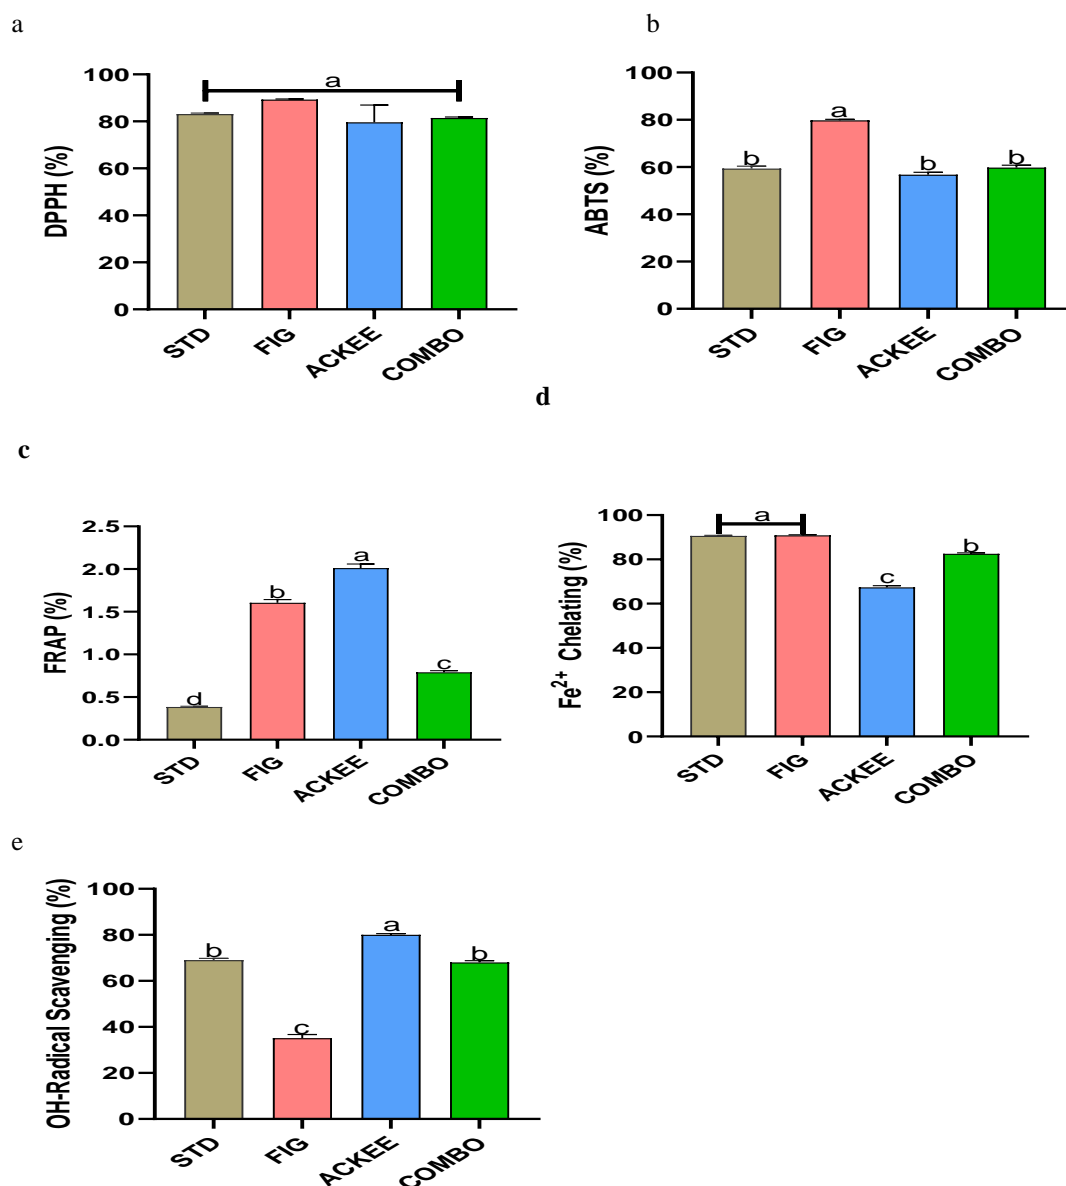 a
100
80
60
40
20
0
DPPH (%)
a
STD
FIG
ACKEE
COMBO
b
100
80
60
40
20
0
ABTS (%)
b
a
b
b
STD
FIG
ACKEE
COMBO
c
2.5
2.0
1.5
1.0
0.5
0.0
FRAP (%)
d
b
a
c
STD
FIG
ACKEE
COMBO
d
100
80
60
40
20
0
Fe²⁺ Chelating (%)
a
c
b
STD
FIG
ACKEE
COMBO
e
100
80
60
40
20
0
OH-Radical Scavenging (%)
b
c
a
b
STD
FIG
ACKEE
COMBO